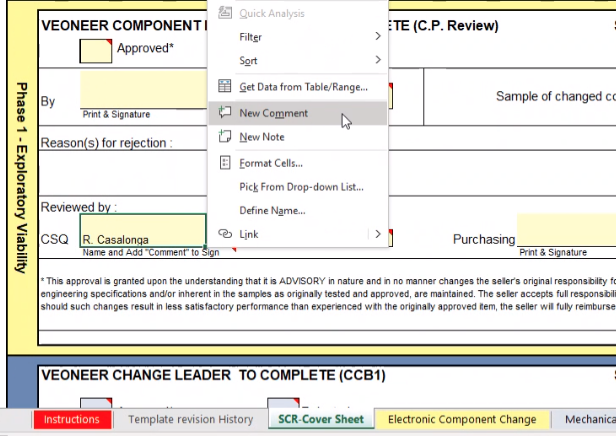 VEONEER COMPONENT
TE (C.P. Review)
Approved*
Phase 1 - Exploratory Viability
By
Print & Signature
Sample of changed co
Reason(s) for rejection :
Reviewed by :
CSQ
R. Casalonga
Name and Add "Comment" to Sign
Purchasing
Print & Signature
Quick Analysis
Filter
Sort
Get Data from Table/Range...
New Comment
New Note
Format Cells...
Pick From Drop-down List...
Define Name...
Link
* This approval is granted upon the understanding that it is ADVISORY in nature and in no manner changes the seller's original responsibility fo
engineering specifications and/or inherent in the samples as originally tested and approved, are maintained. The seller accepts full responsibili
should such changes result in less satisfactory performance than experienced with the originally approved item, the seller will fully reimburse
VEONEER CHANGE LEADER TO COMPLETE (CCB1)
Instructions
Template revision History
SCR-Cover Sheet
Electronic Component Change
Mechanica